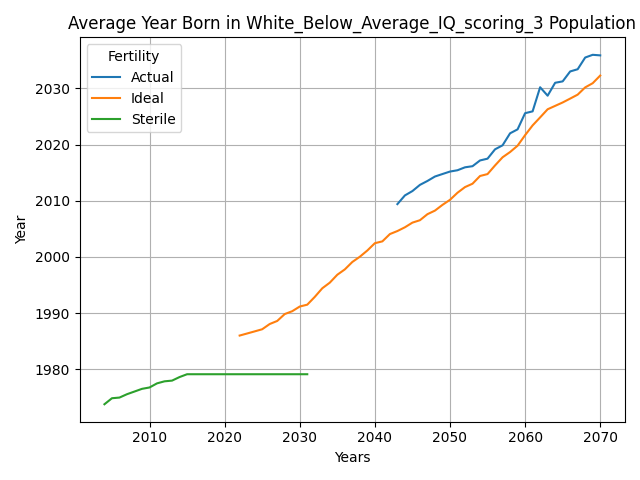 Average Year Born in White_Below_Average_IQ_scoring_3 Population
Fertility
Actual
Ideal
Sterile
Year
2030
2020
2010
2000
1990
1980
2010 2020 2030 2040 2050 2060 2070
Years